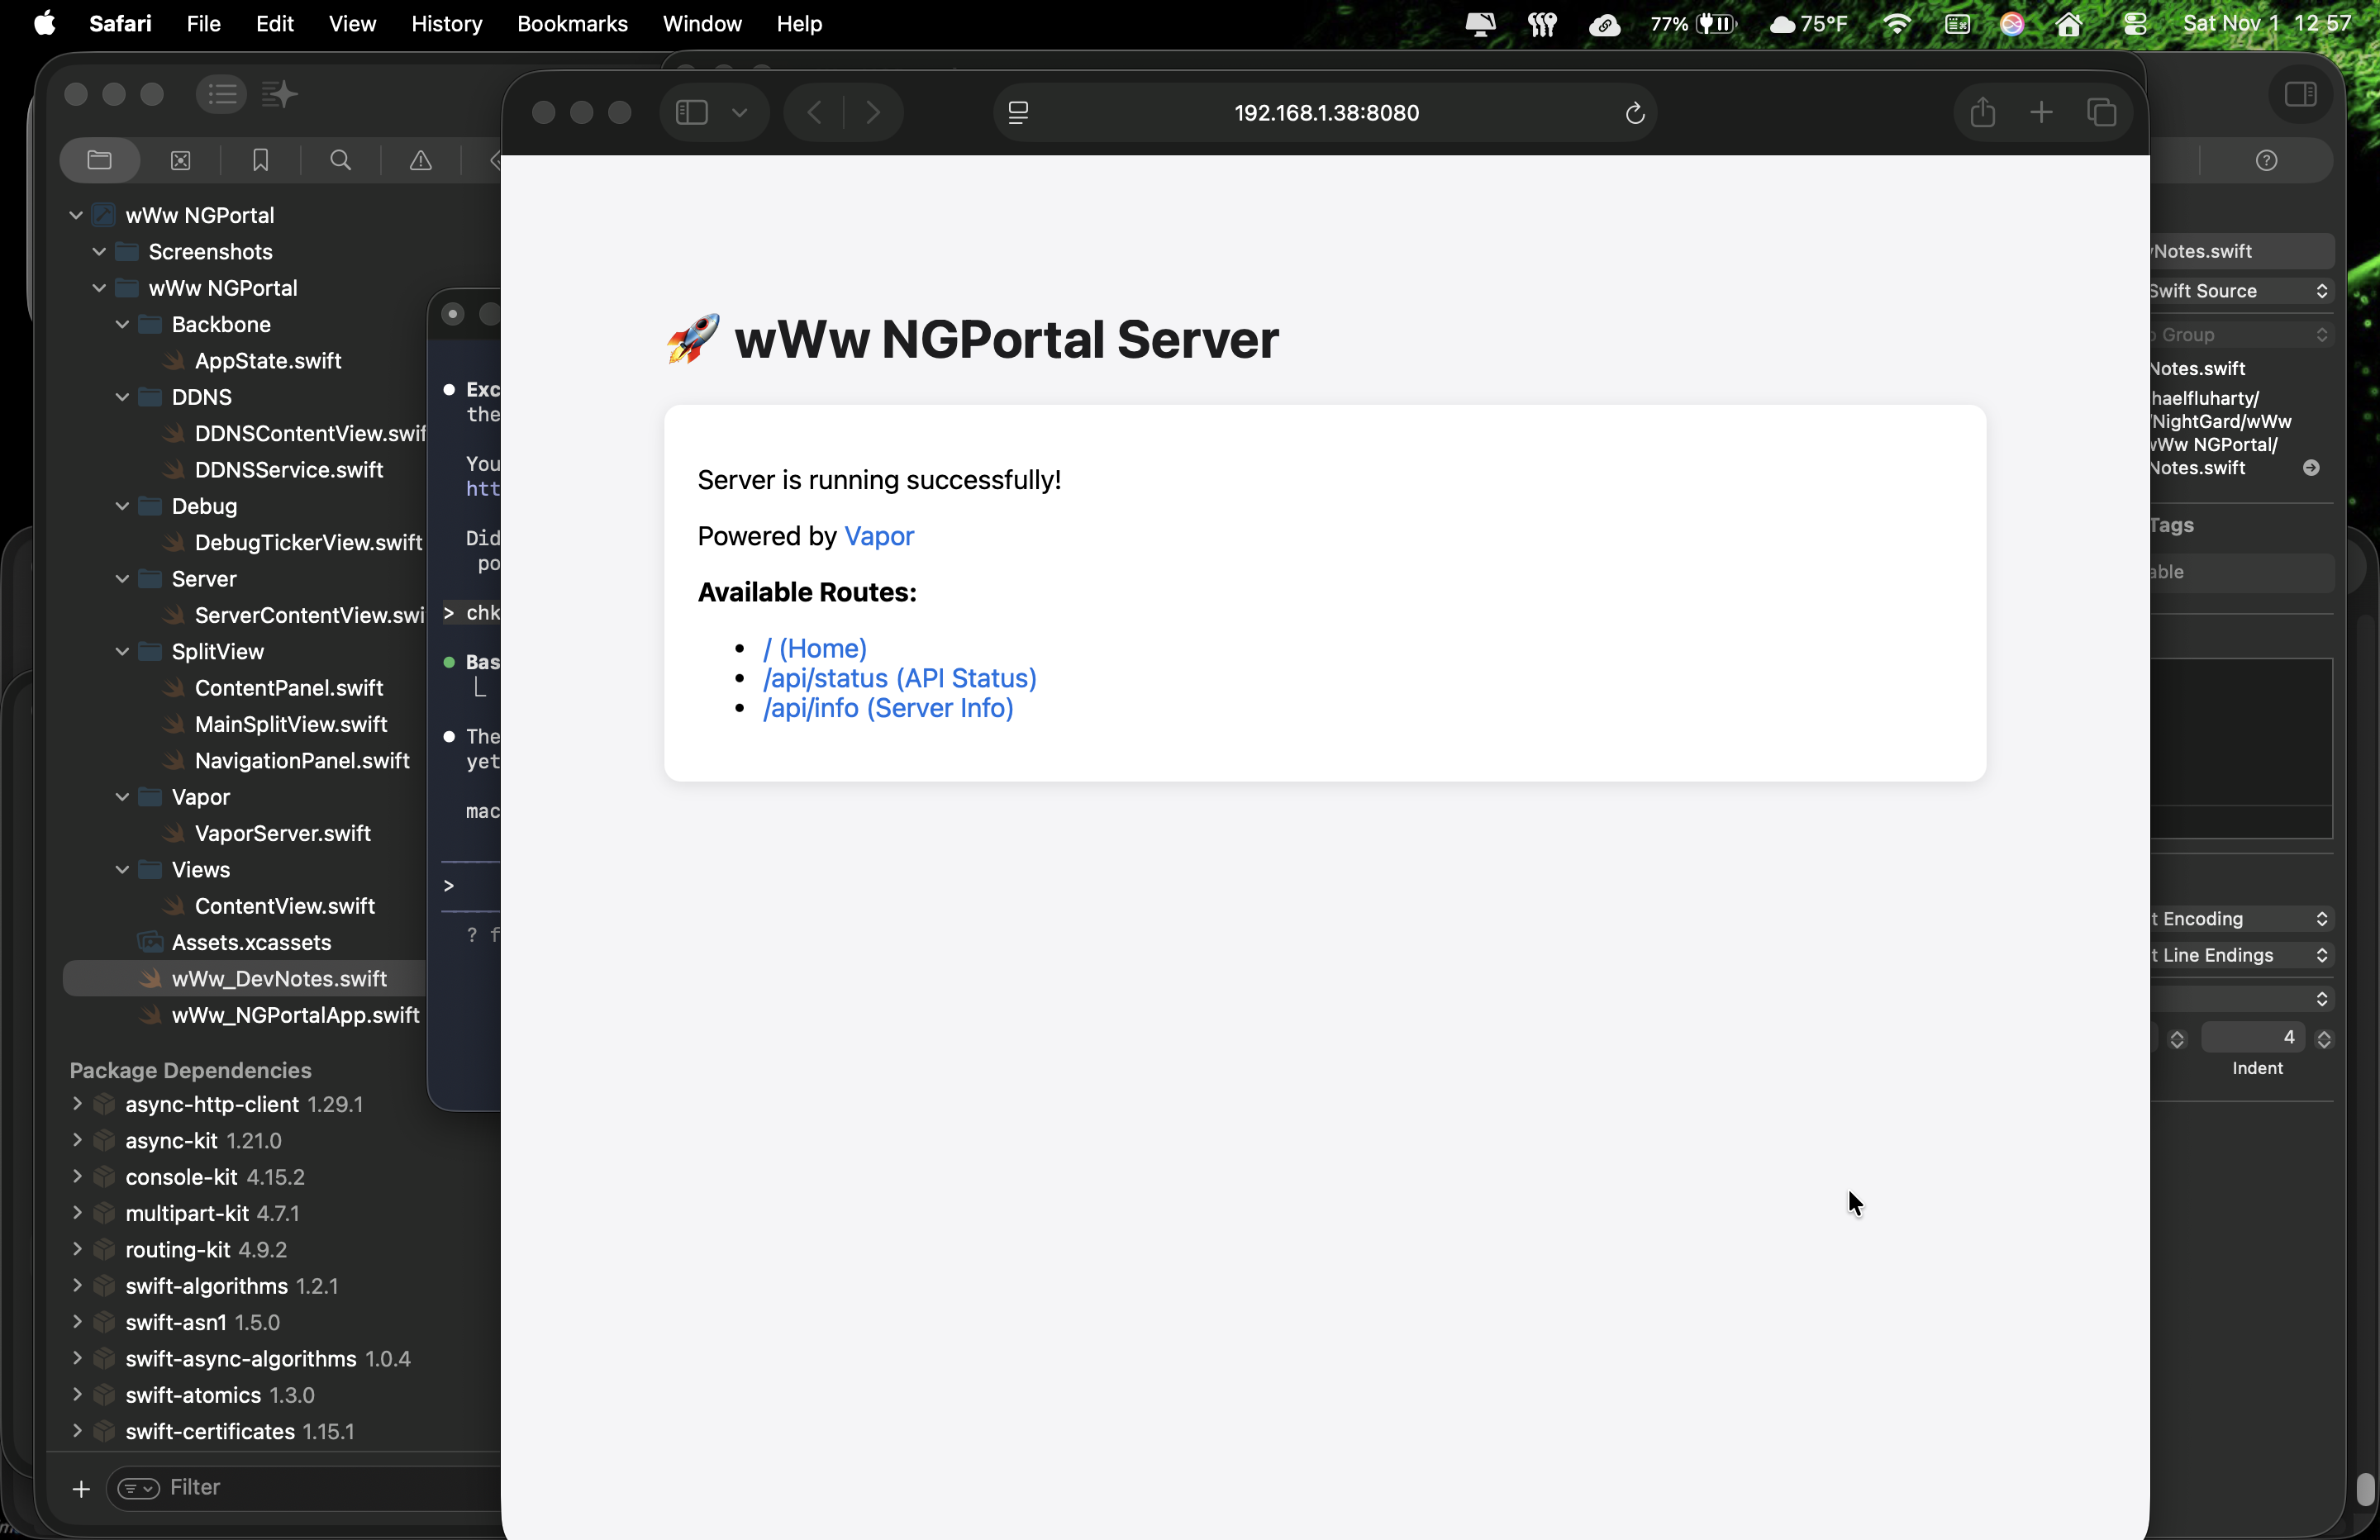 Safari File Edit View History Bookmarks Window Help 77% 75°F Sat Nov 1 12 57
192.168.1.38:8080
wWw NGPortal
Screenshots
wWw NGPortal
Backbone
AppState.swift
DDNS
DDNSContentView.swif
DDNSService.swift
Debug
DebugTickerView.swift
Server
ServerContentView.swi
SplitView
ContentPanel.swift
MainSplitView.swift
NavigationPanel.swift
Vapor
VaporServer.swift
Views
ContentView.swift
Assets.xcassets
wWw_DevNotes.swift
wWw_NGPortalApp.swift
Package Dependencies
async-http-client 1.29.1
async-kit 1.21.0
console-kit 4.15.2
multipart-kit 4.7.1
routing-kit 4.9.2
swift-algorithms 1.2.1
swift-asn1 1.5.0
swift-async-algorithms 1.0.4
swift-atomics 1.3.0
swift-certificates 1.15.1
Filter
Exc
the
You
htt
Did
po
> chk
Bas
The
yet
mac
>
? f
🚀 wWw NGPortal Server
Server is running successfully!
Powered by Vapor
Available Routes:
• / (Home)
• /api/status (API Status)
• /api/info (Server Info)
Notes.swift
Swift Source
Group
Notes.swift
haelfluharty/
NightGard/wWw
wWw NGPortal/
Notes.swift
Tags
able
t Encoding
t Line Endings
4
Indent